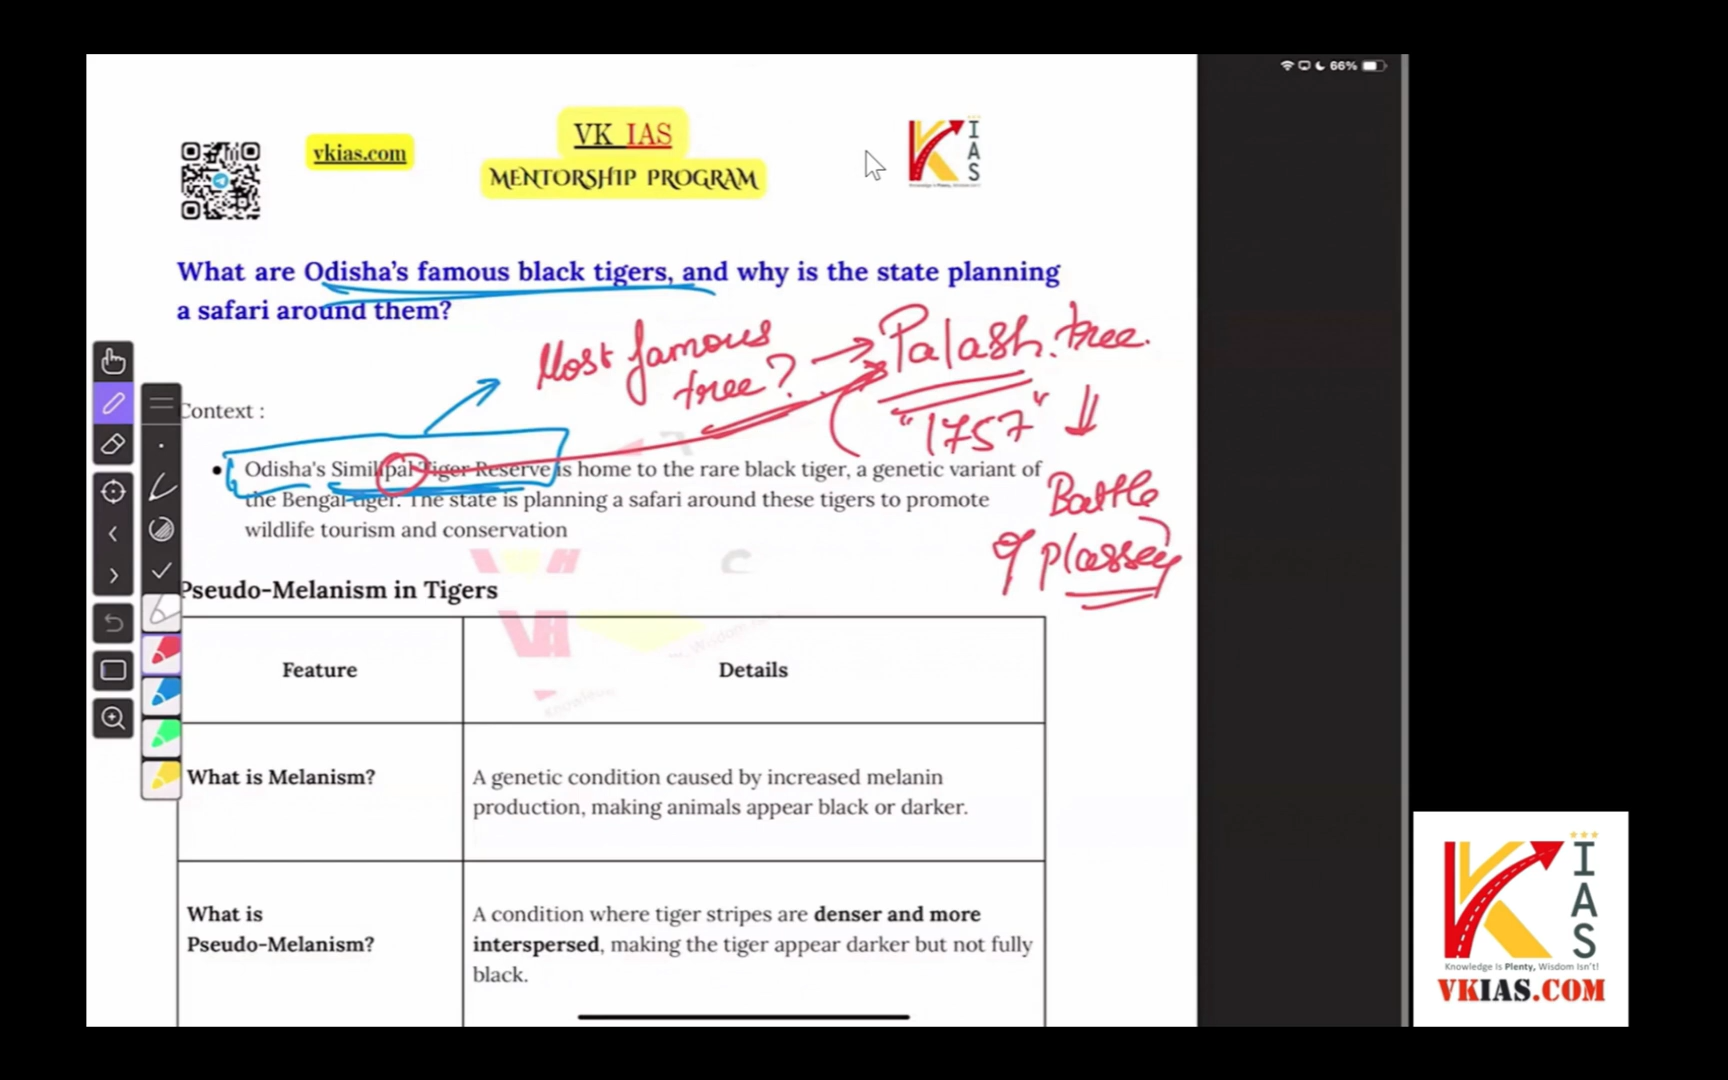 66%
vkias.com
VK IAS
MENTORSHIP PROGRAM
IAS
What are Odisha's famous black tigers, and why is the state planning
a safari around them?
Most famous
tree? → Palash tree.
"1757"
Battle
of plassey
Context :
• Odisha's Similipal Tiger Reserve is home to the rare black tiger, a genetic variant of
the Bengal tiger. The state is planning a safari around these tigers to promote
wildlife tourism and conservation
Pseudo-Melanism in Tigers
Feature Details
What is Melanism? A genetic condition caused by increased melanin
production, making animals appear black or darker.
What is
Pseudo-Melanism?
A condition where tiger stripes are denser and more
interspersed, making the tiger appear darker but not fully
black.
IAS
Knowledge Is Plenty, Wisdom Isn't!
VKIAS.COM